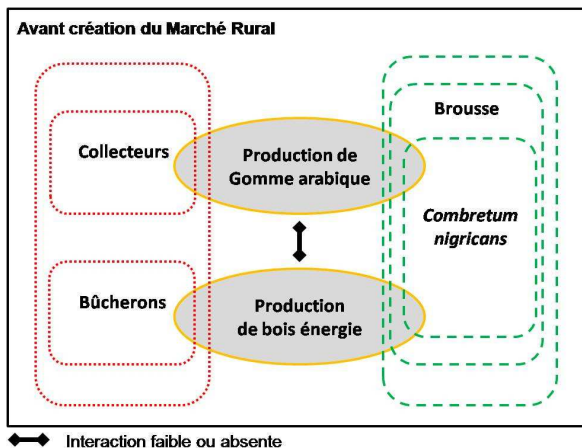 Avant création du Marché Rural
Collecteurs
Production de
Gomme arabique
Brousse
Combretum
nigricans
Bûcherons
Production
de bois énergie
Interaction faible ou absente